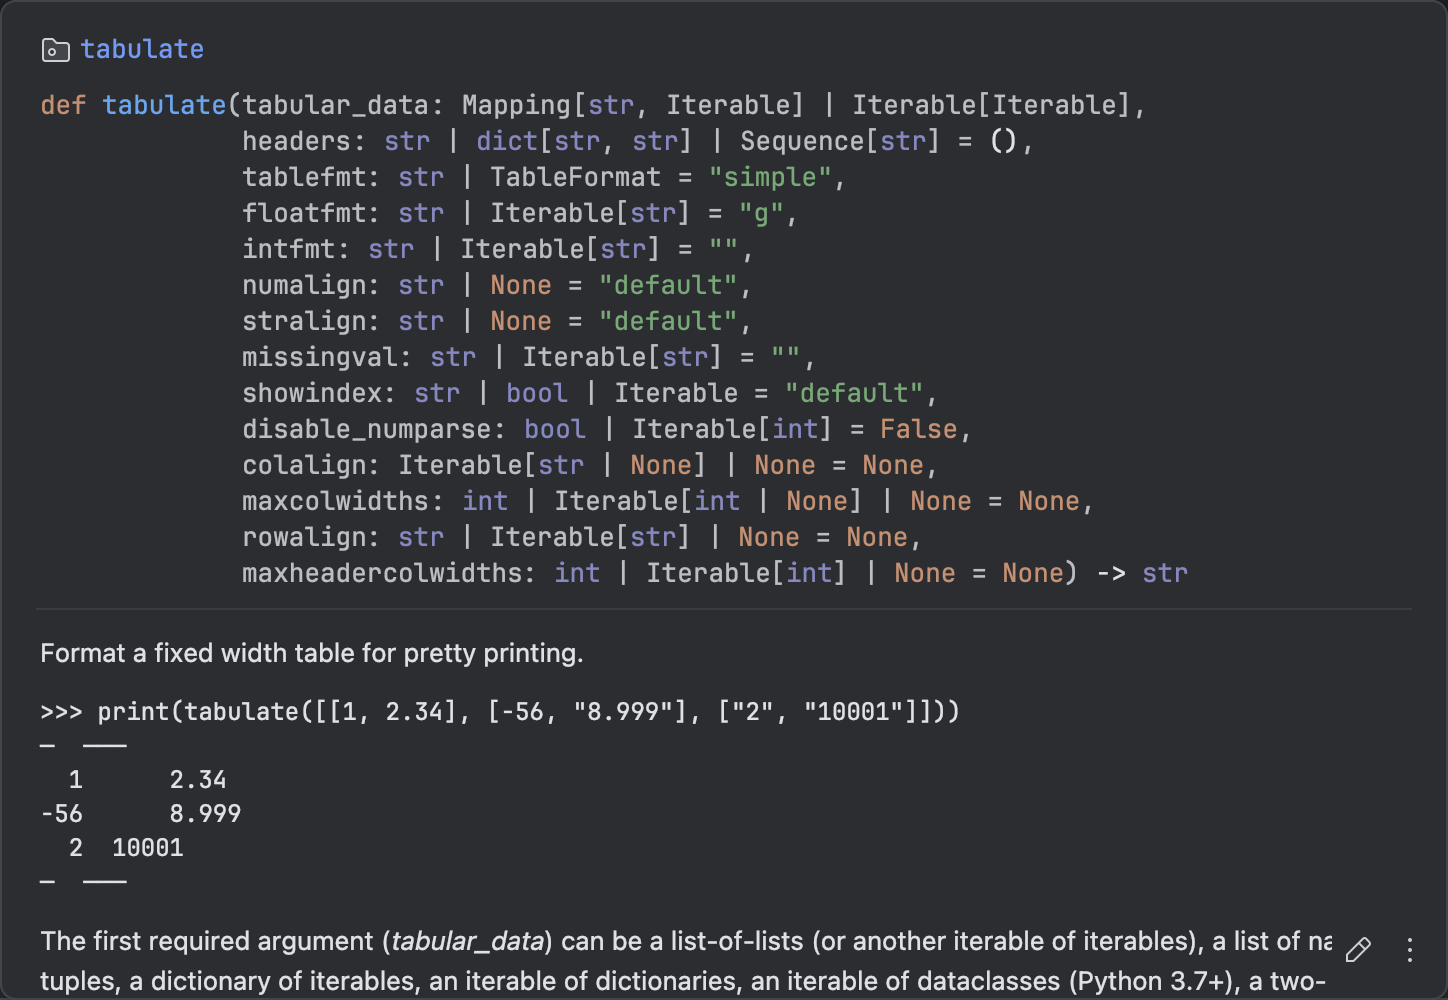 tabulate
def tabulate(tabular_data: Mapping[str, Iterable] | Iterable[Iterable],
             headers: str | dict[str, str] | Sequence[str] = (),
             tablefmt: str | TableFormat = "simple",
             floatfmt: str | Iterable[str] = "g",
             intfmt: str | Iterable[str] = "",
             numalign: str | None = "default",
             stralign: str | None = "default",
             missingval: str | Iterable[str] = "",
             showindex: str | bool | Iterable = "default",
             disable_numparse: bool | Iterable[int] = False,
             colalign: Iterable[str | None] | None = None,
             maxcolwidths: int | Iterable[int | None] | None = None,
             rowalign: str | Iterable[str] | None = None,
             maxheadercolwidths: int | Iterable[int] | None = None) -> str
Format a fixed width table for pretty printing.
>>> print(tabulate([[1, 2.34], [-56, "8.999"], ["2", "10001"]]))
—  ———
  1      2.34
-56      8.999
  2  10001
—  ———
The first required argument (tabular_data) can be a list-of-lists (or another iterable of iterables), a list of na
tuples, a dictionary of iterables, an iterable of dictionaries, an iterable of dataclasses (Python 3.7+), a two-